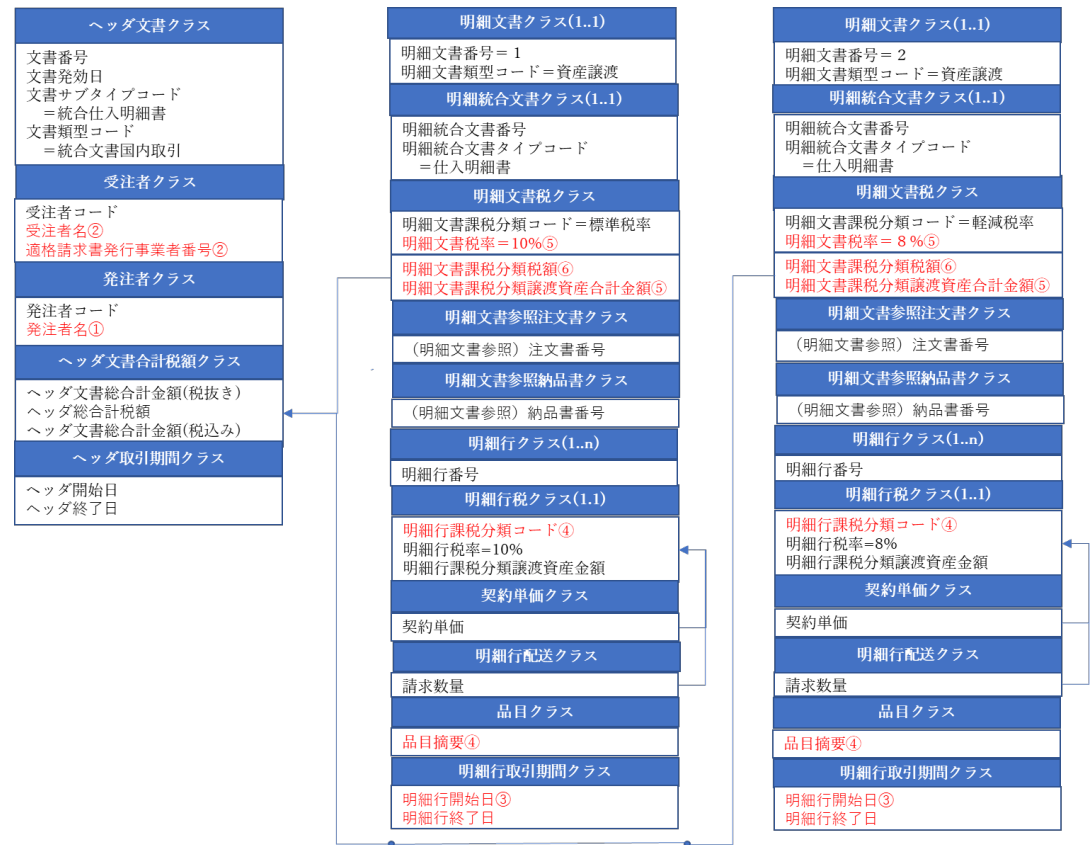 ヘッダ文書クラス
文書番号
文書発効日
文書サブタイプコード
＝統合仕入明細書
文書類型コード
＝統合文書国内取引
受注者クラス
受注者コード
受注者名②
適格請求書発行事業者番号②
発注者クラス
発注者コード
発注者名①
ヘッダ文書合計税額クラス
ヘッダ文書総合計金額(税抜き)
ヘッダ総合計税額
ヘッダ文書総合計金額(税込み)
ヘッダ取引期間クラス
ヘッダ開始日
ヘッダ終了日
明細文書クラス(1..1)
明細文書番号＝１
明細文書類型コード＝資産譲渡
明細統合文書クラス(1..1)
明細統合文書番号
明細統合文書タイプコード
＝仕入明細書
明細文書税クラス
明細文書課税分類コード＝標準税率
明細文書税率＝10%⑤
明細文書課税分類税額⑥
明細文書課税分類譲渡資産合計金額⑤
明細文書参照注文書クラス
（明細文書参照）注文書番号
明細文書参照納品書クラス
（明細文書参照）納品書番号
明細行クラス(1..n)
明細行番号
明細行税クラス(1.1)
明細行課税分類コード④
明細行税率=10%
明細行課税分類譲渡資産金額
契約単価クラス
契約単価
明細行配送クラス
請求数量
品目クラス
品目摘要④
明細行取引期間クラス
明細行開始日③
明細行終了日
明細文書クラス(1..1)
明細文書番号＝２
明細文書類型コード＝資産譲渡
明細統合文書クラス(1..1)
明細統合文書番号
明細統合文書タイプコード
＝仕入明細書
明細文書税クラス
明細文書課税分類コード＝軽減税率
明細文書税率＝８%⑤
明細文書課税分類税額⑥
明細文書課税分類譲渡資産合計金額⑤
明細文書参照注文書クラス
（明細文書参照）注文書番号
明細文書参照納品書クラス
（明細文書参照）納品書番号
明細行クラス(1..n)
明細行番号
明細行税クラス(1..1)
明細行課税分類コード④
明細行税率=8%
明細行課税分類譲渡資産金額
契約単価クラス
契約単価
明細行配送クラス
請求数量
品目クラス
品目摘要④
明細行取引期間クラス
明細行開始日③
明細行終了日